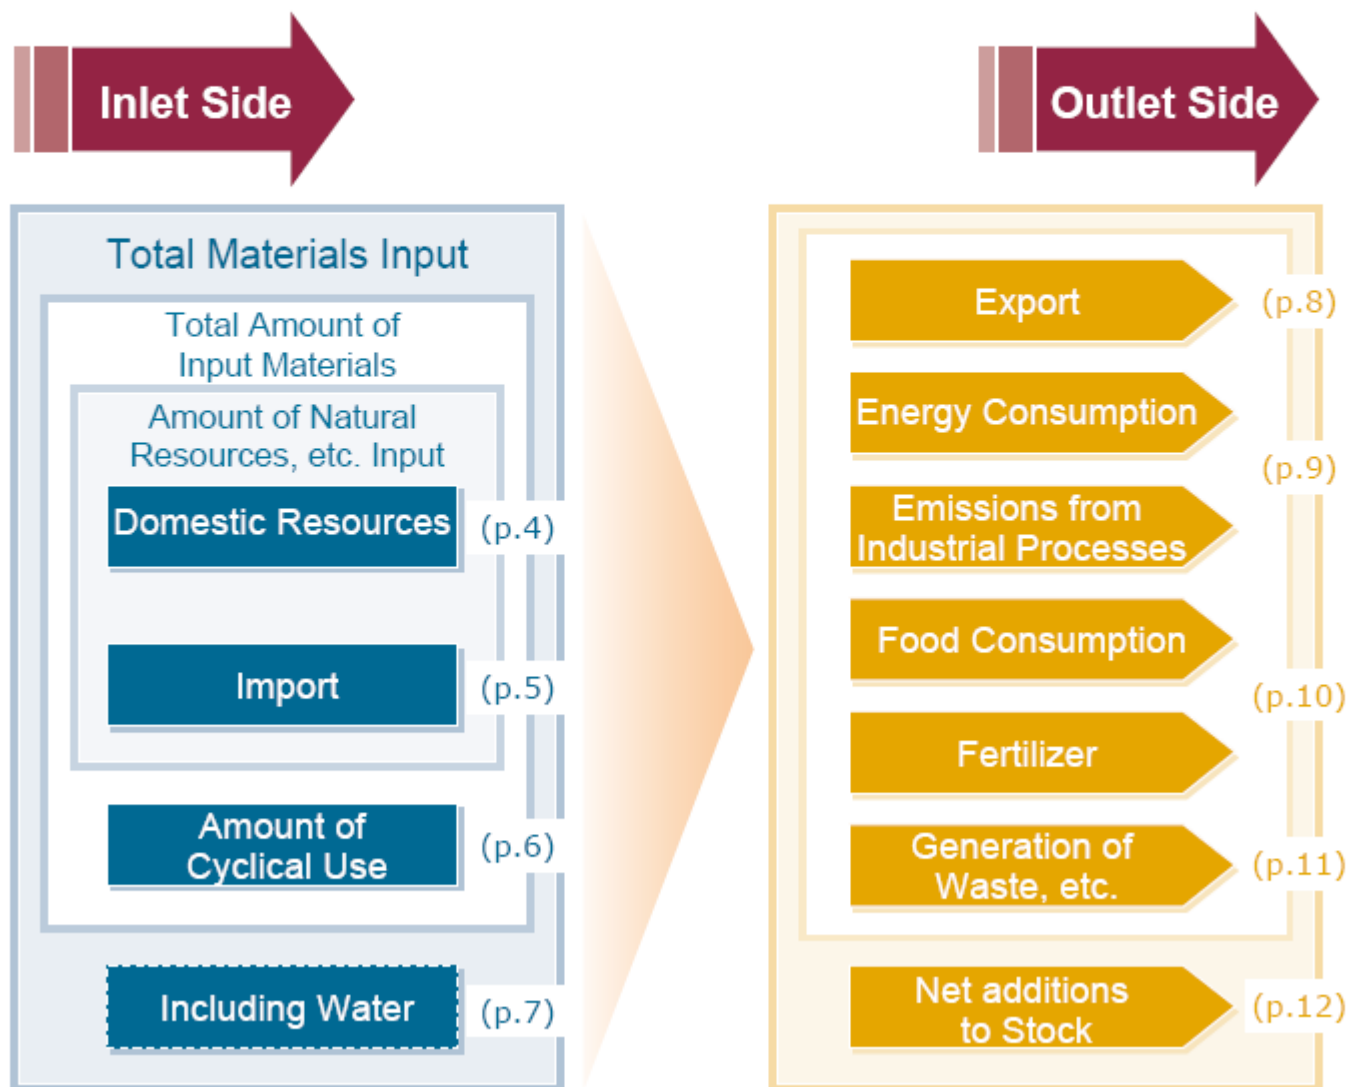 Inlet Side
Outlet Side
Total Materials Input
Total Amount of
Input Materials
Amount of Natural
Resources, etc. Input
Domestic Resources
(p.4)
Import
(p.5)
Amount of
Cyclical Use
(p.6)
Including Water
(p.7)
Export
(p.8)
Energy Consumption
(p.9)
Emissions from
Industrial Processes
Food Consumption
(p.10)
Fertilizer
Generation of
Waste, etc.
(p.11)
Net additions
to Stock
(p.12)